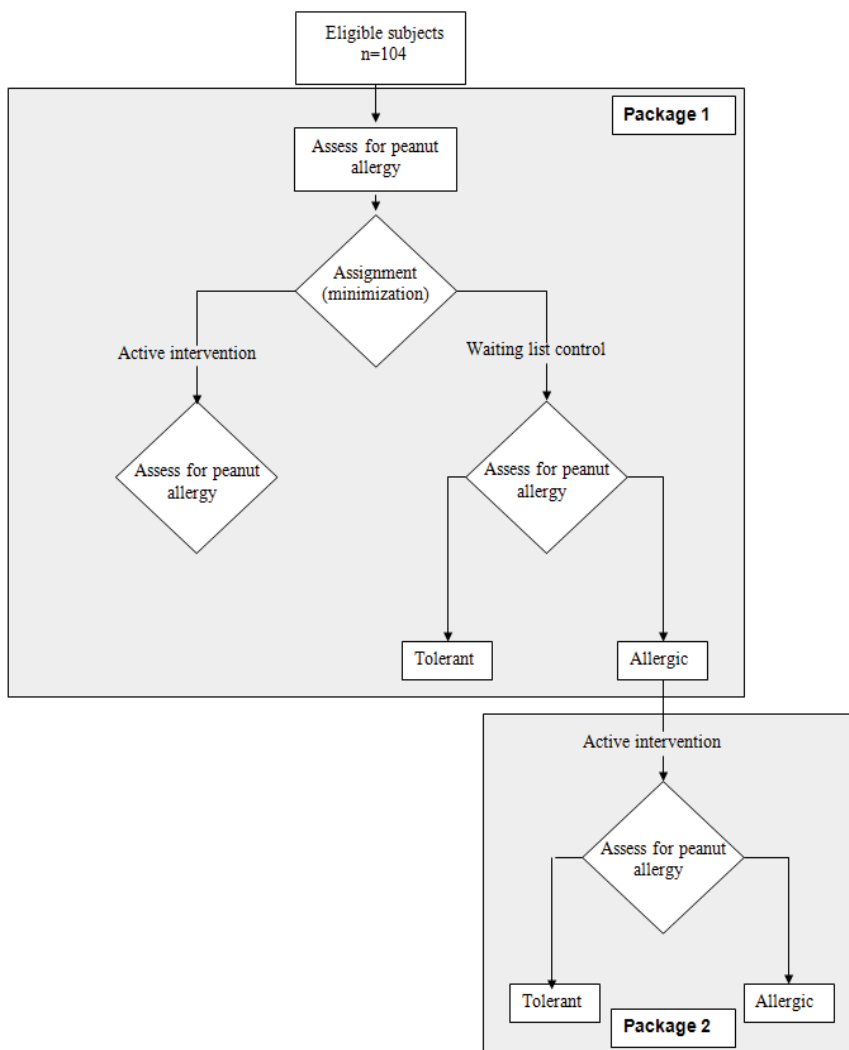 Eligible subjects
n=104
Package 1
Assess for peanut
allergy
Assignment
(minimization)
Active intervention
Waiting list control
Assess for peanut
allergy
Assess for peanut
allergy
Tolerant
Allergic
Active intervention
Assess for peanut
allergy
Tolerant
Allergic
Package 2